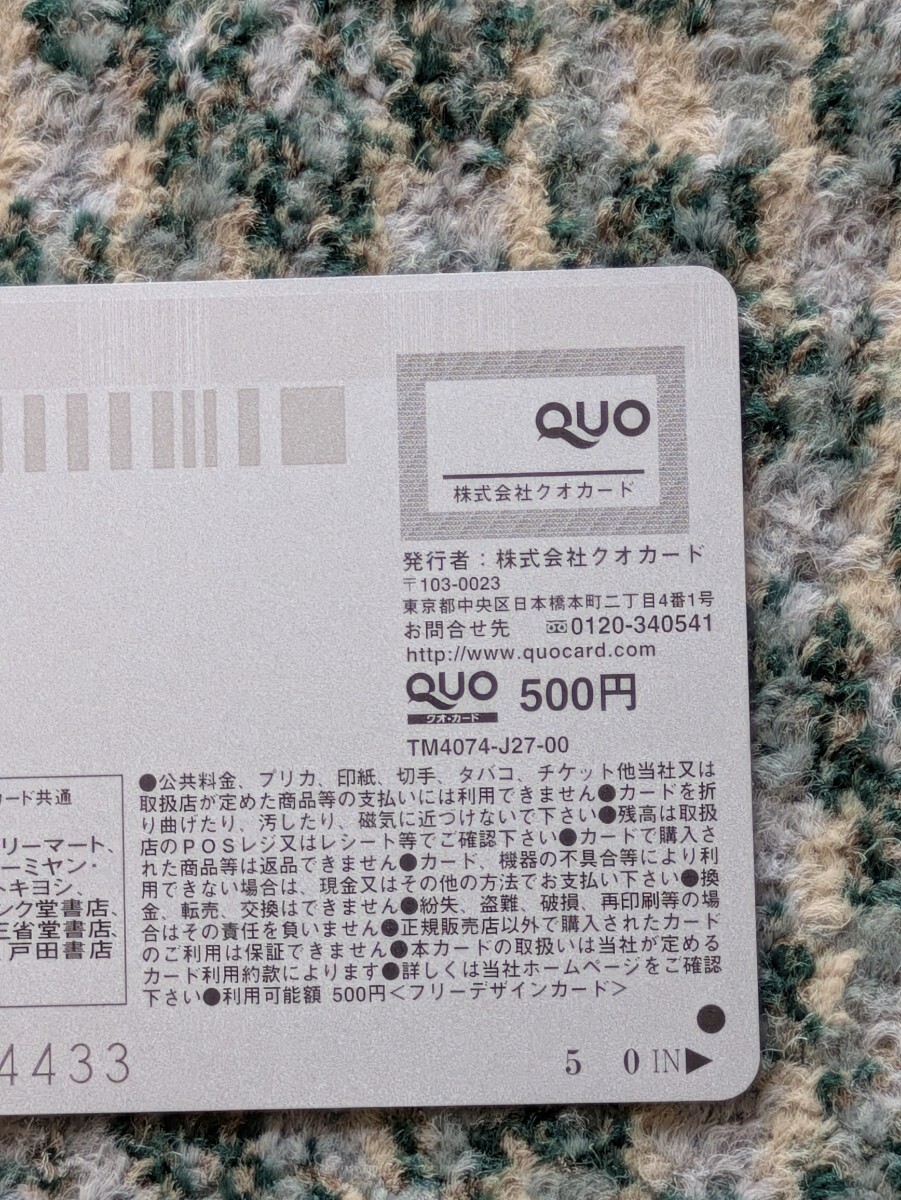 QUO
株式会社クオカード
発行者：株式会社クオカード
〒103-0023
東京都中央区日本橋本町二丁目4番1号
お問合せ先 0120-340541
http://www.quocard.com
QUO 500円
クオ・カード
TM4074-J27-00
●公共料金、プリカ、印紙、切手、タバコ、チケット他当社又は
取扱店が定めた商品等の支払いには利用できません●カードを折
り曲げたり、汚したり、磁気に近づけないで下さい●残高は取扱
店のＰＯＳレジ又はレシート等でご確認下さい●カードで購入さ
れた商品等は返品できません●カード、機器の不具合等により利
用できない場合は、現金又はその他の方法でお支払い下さい●換
金、転売、交換はできません●紛失、盗難、破損、再印刷等の場
合はその責任を負いません●正規販売店以外で購入されたカード
のご利用は保証できません●本カードの取扱いは当社が定める
カード利用約款によります●詳しくは当社ホームページをご確認
下さい●利用可能額 500円＜フリーデザインカード＞
ード共通
リーマート、
ーミヤン・
トキヨシ、
ンク堂書店、
三省堂書店、
戸田書店
4433
5 0 IN▶